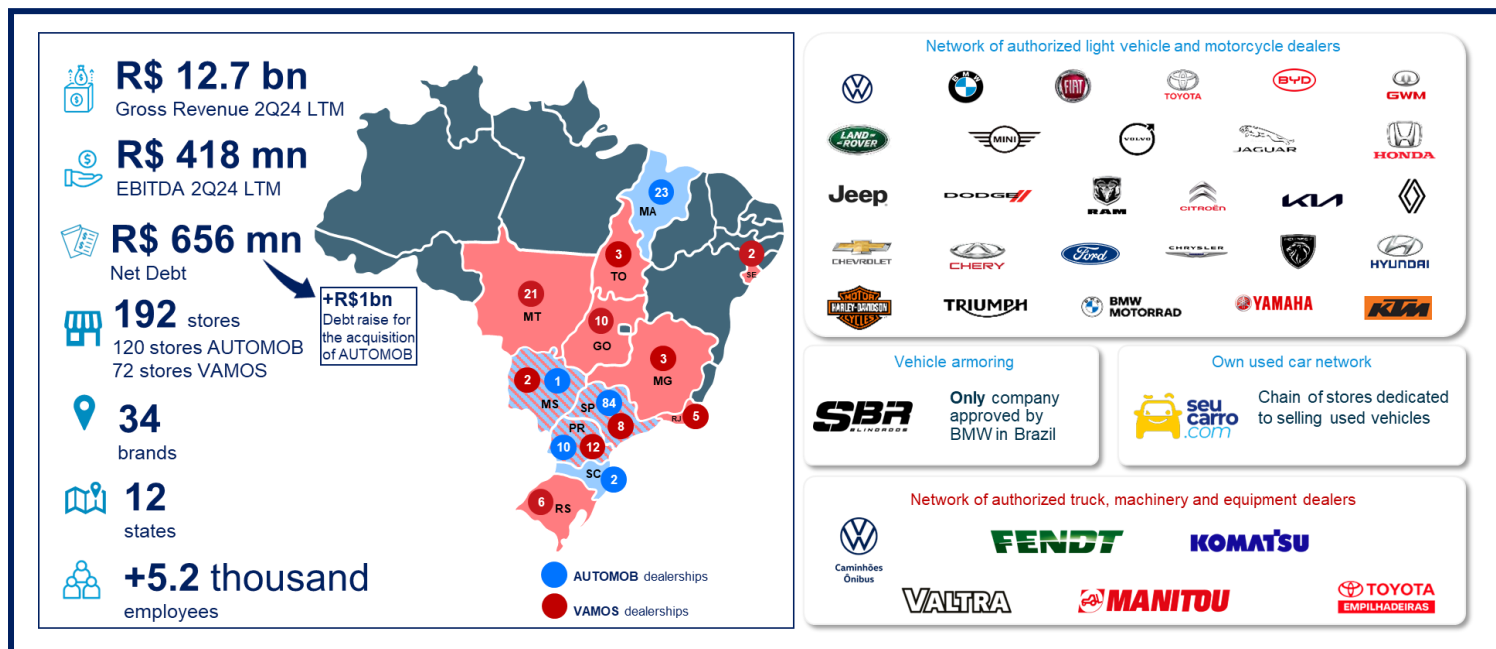 R$ 12.7 bn
Gross Revenue 2Q24 LTM
R$ 418 mn
EBITDA 2Q24 LTM
R$ 656 mn
Net Debt
+R$1bn
Debt raise for
the acquisition
of AUTOMOB
192 stores
120 stores AUTOMOB
72 stores VAMOS
34
brands
12
states
+5.2 thousand
employees
23
MA
3
TO
2
SE
21
MT
10
GO
3
MG
2
1
MS
SP
84
8
RJ
5
PR
10
12
SC
2
6
RS
AUTOMOB dealerships
VAMOS dealerships
Network of authorized light vehicle and motorcycle dealers
BMW
FIAT
TOYOTA
BYD
GWM
LAND-
ROVER
MINI
VOLVO
JAGUAR
HONDA
Jeep
DODGE
RAM
CITROËN
KIA
CHEVROLET
CHERY
Ford
CHRYSLER
HYUNDAI
MOTOR
HARLEY-DAVIDSON
CYCLES
TRIUMPH
BMW
MOTORRAD
YAMAHA
KTM
Vehicle armoring
SBR
BLINDADOS
Only company
approved by
BMW in Brazil
Own used car network
seu
carro
.com
Chain of stores dedicated
to selling used vehicles
Network of authorized truck, machinery and equipment dealers
Caminhões
Ônibus
FENDT
KOMATSU
VALTRA
MANITOU
TOYOTA
EMPILHADEIRAS